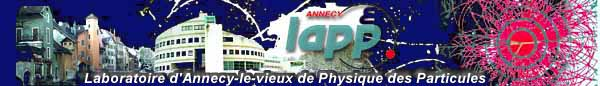 ANNECY
lapp
Laboratoire d'Annecy-le-vieux de Physique des Particules